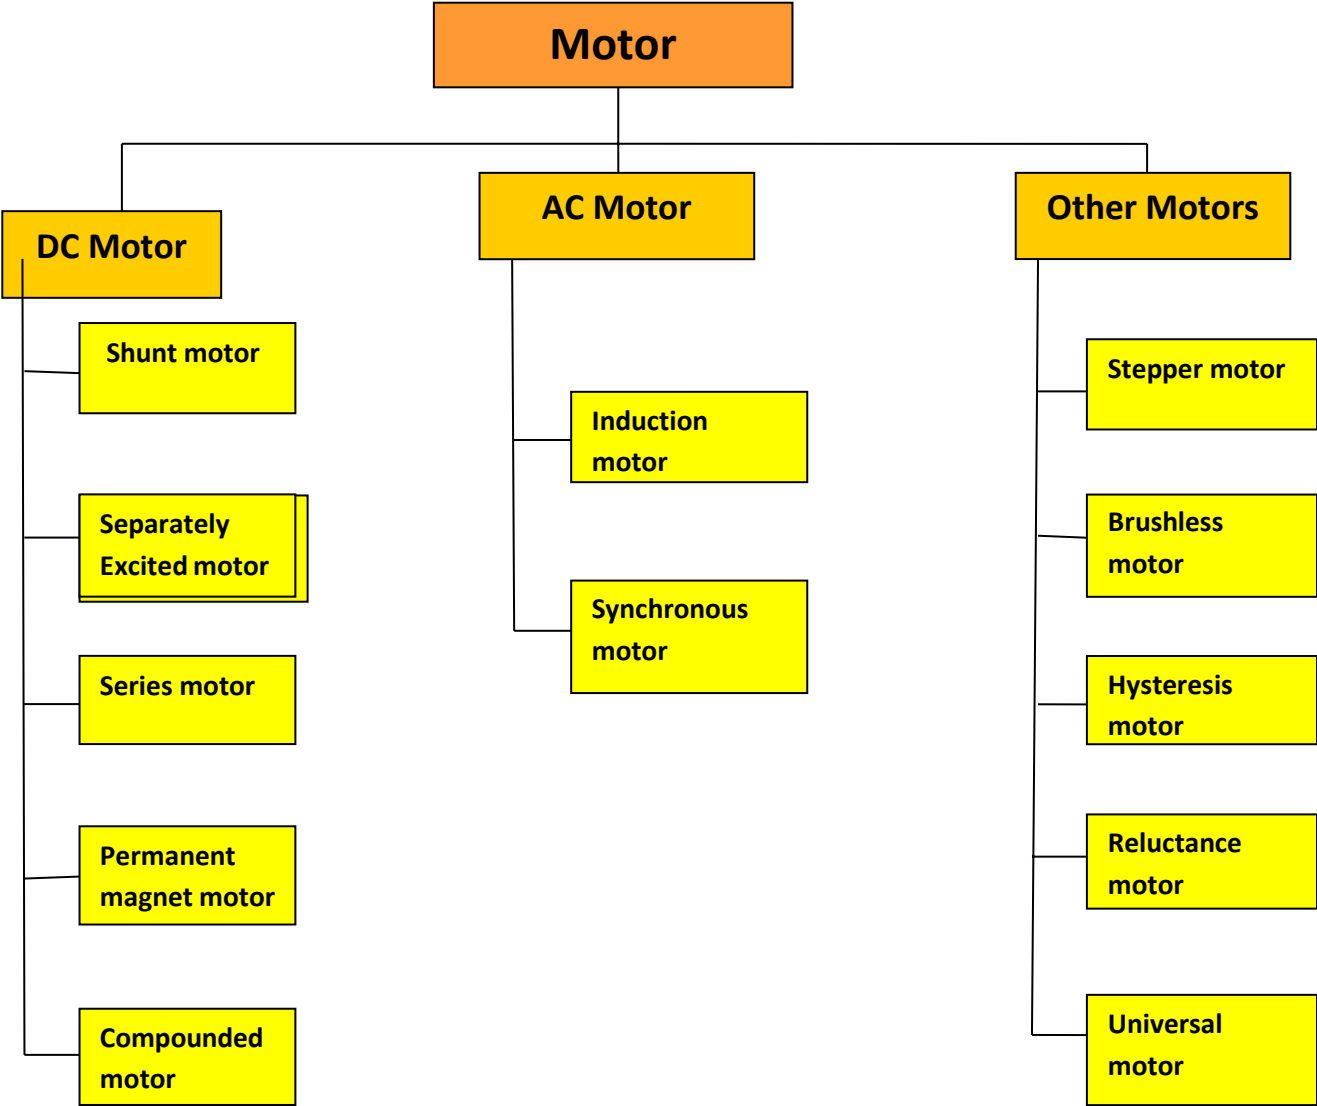 Motor
DC Motor
AC Motor
Other Motors
Shunt motor
Separately
Excited motor
Series motor
Permanent
magnet motor
Compounded
motor
Induction
motor
Synchronous
motor
Stepper motor
Brushless
motor
Hysteresis
motor
Reluctance
motor
Universal
motor